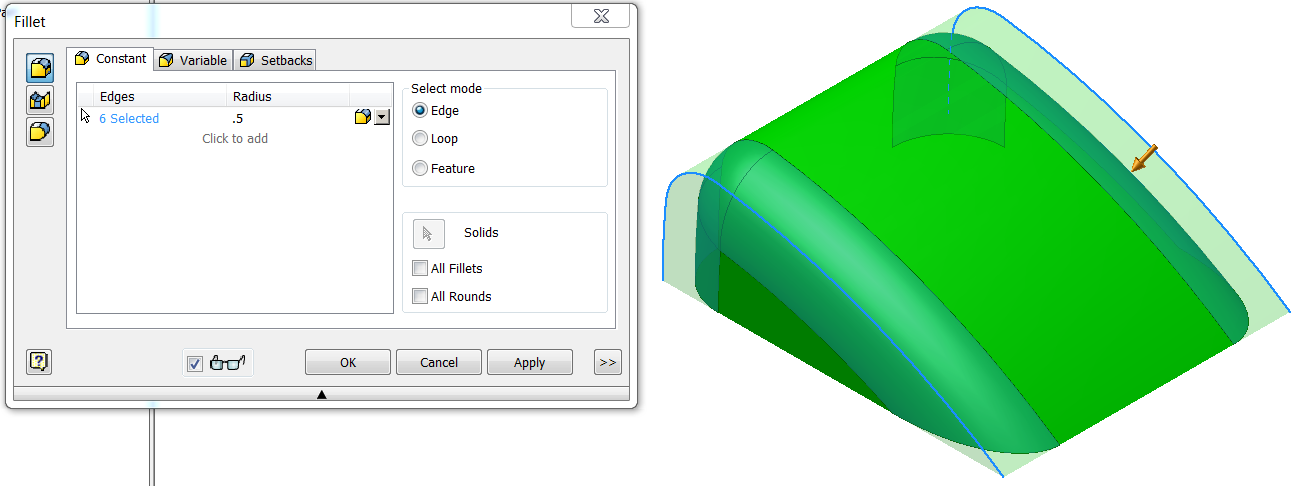 Fillet
Constant
Variable
Setbacks
Edges Radius
6 Selected .5
Click to add
Select mode
Edge
Loop
Feature
Solids
All Fillets
All Rounds
?
OK
Cancel
Apply
>>